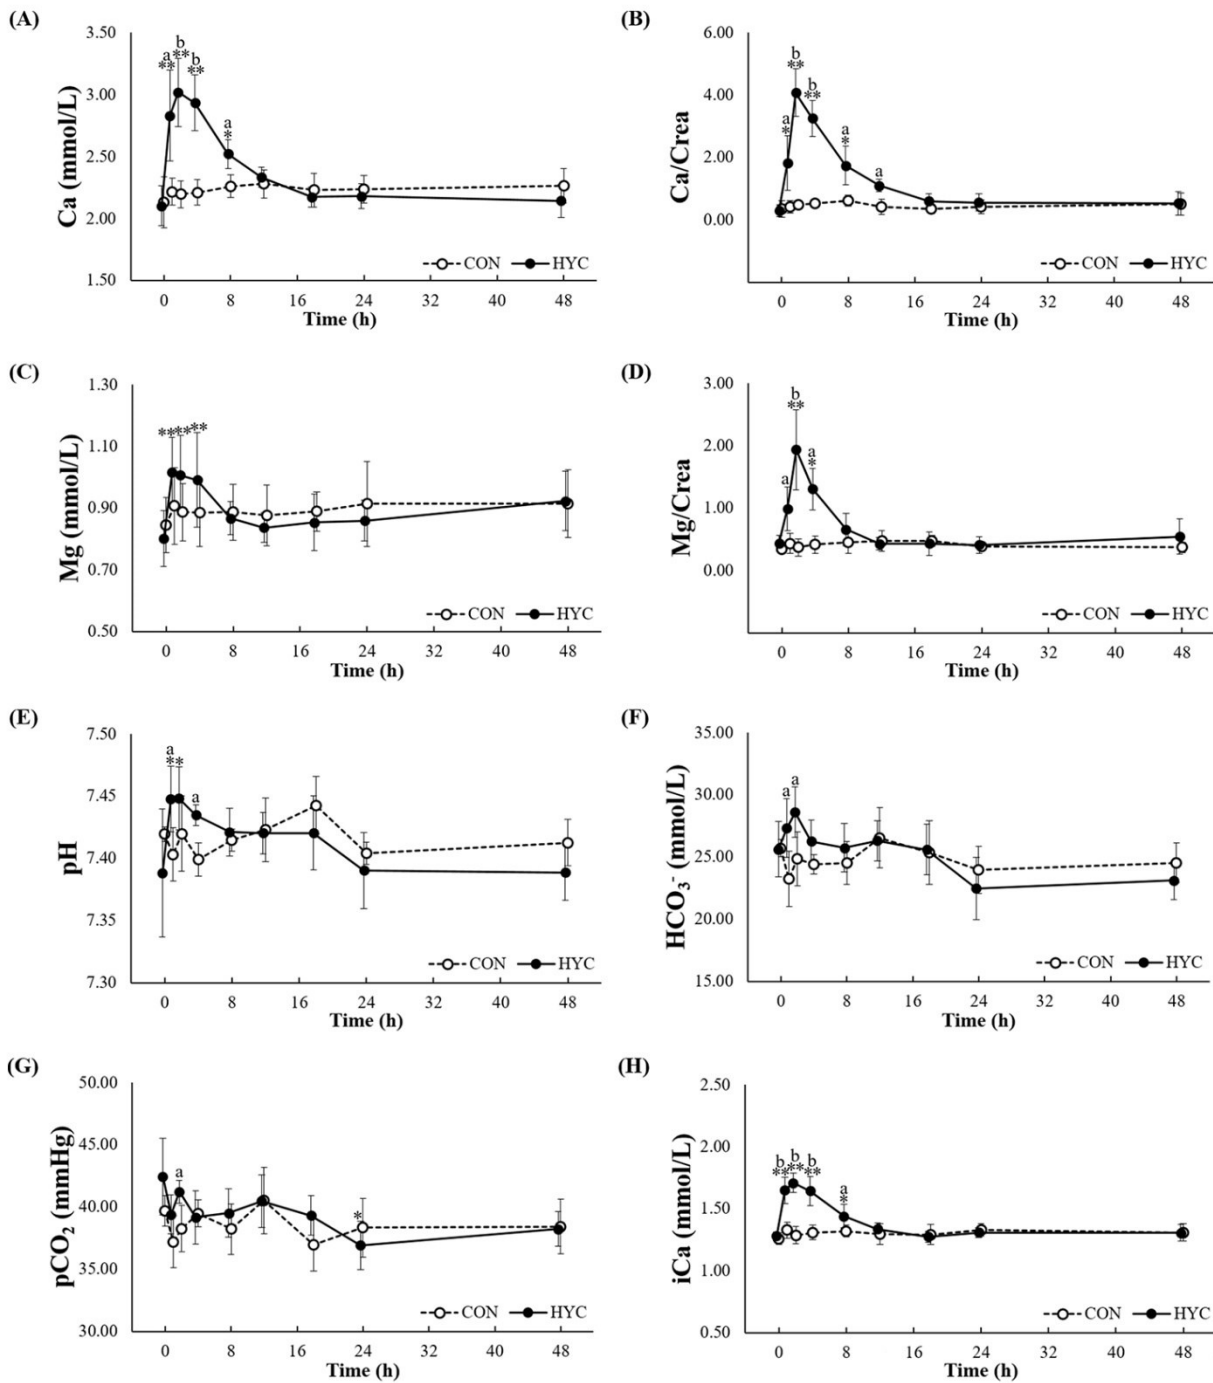 (A)
3.50
3.00
2.50
2.00
1.50
Ca (mmol/L)
a
**
b
**
b
**
a
*
CON HYC
0 8 16 24 32 40 48
Time (h)
(B)
6.00
4.00
2.00
0.00
Ca/Crea
a
*
b
**
b
**
a
*
a
CON HYC
0 8 16 24 32 40 48
Time (h)
(C)
1.30
1.10
0.90
0.70
0.50
Mg (mmol/L)
** ** **
CON HYC
0 8 16 24 32 40 48
Time (h)
(D)
3.00
2.00
1.00
0.00
Mg/Crea
a
b
**
a
*
CON HYC
0 8 16 24 32 40 48
Time (h)
(E)
7.50
7.45
7.40
7.35
7.30
pH
a
**
a
CON HYC
0 8 16 24 32 40 48
Time (h)
(F)
35.00
30.00
25.00
20.00
15.00
HCO₃⁻ (mmol/L)
a
a
CON HYC
0 8 16 24 32 40 48
Time (h)
(G)
50.00
45.00
40.00
35.00
30.00
pCO₂ (mmHg)
a
*
CON HYC
0 8 16 24 32 40 48
Time (h)
(H)
2.50
2.00
1.50
1.00
0.50
iCa (mmol/L)
b
**
b
**
b
**
a
*
CON HYC
0 8 16 24 32 40 48
Time (h)